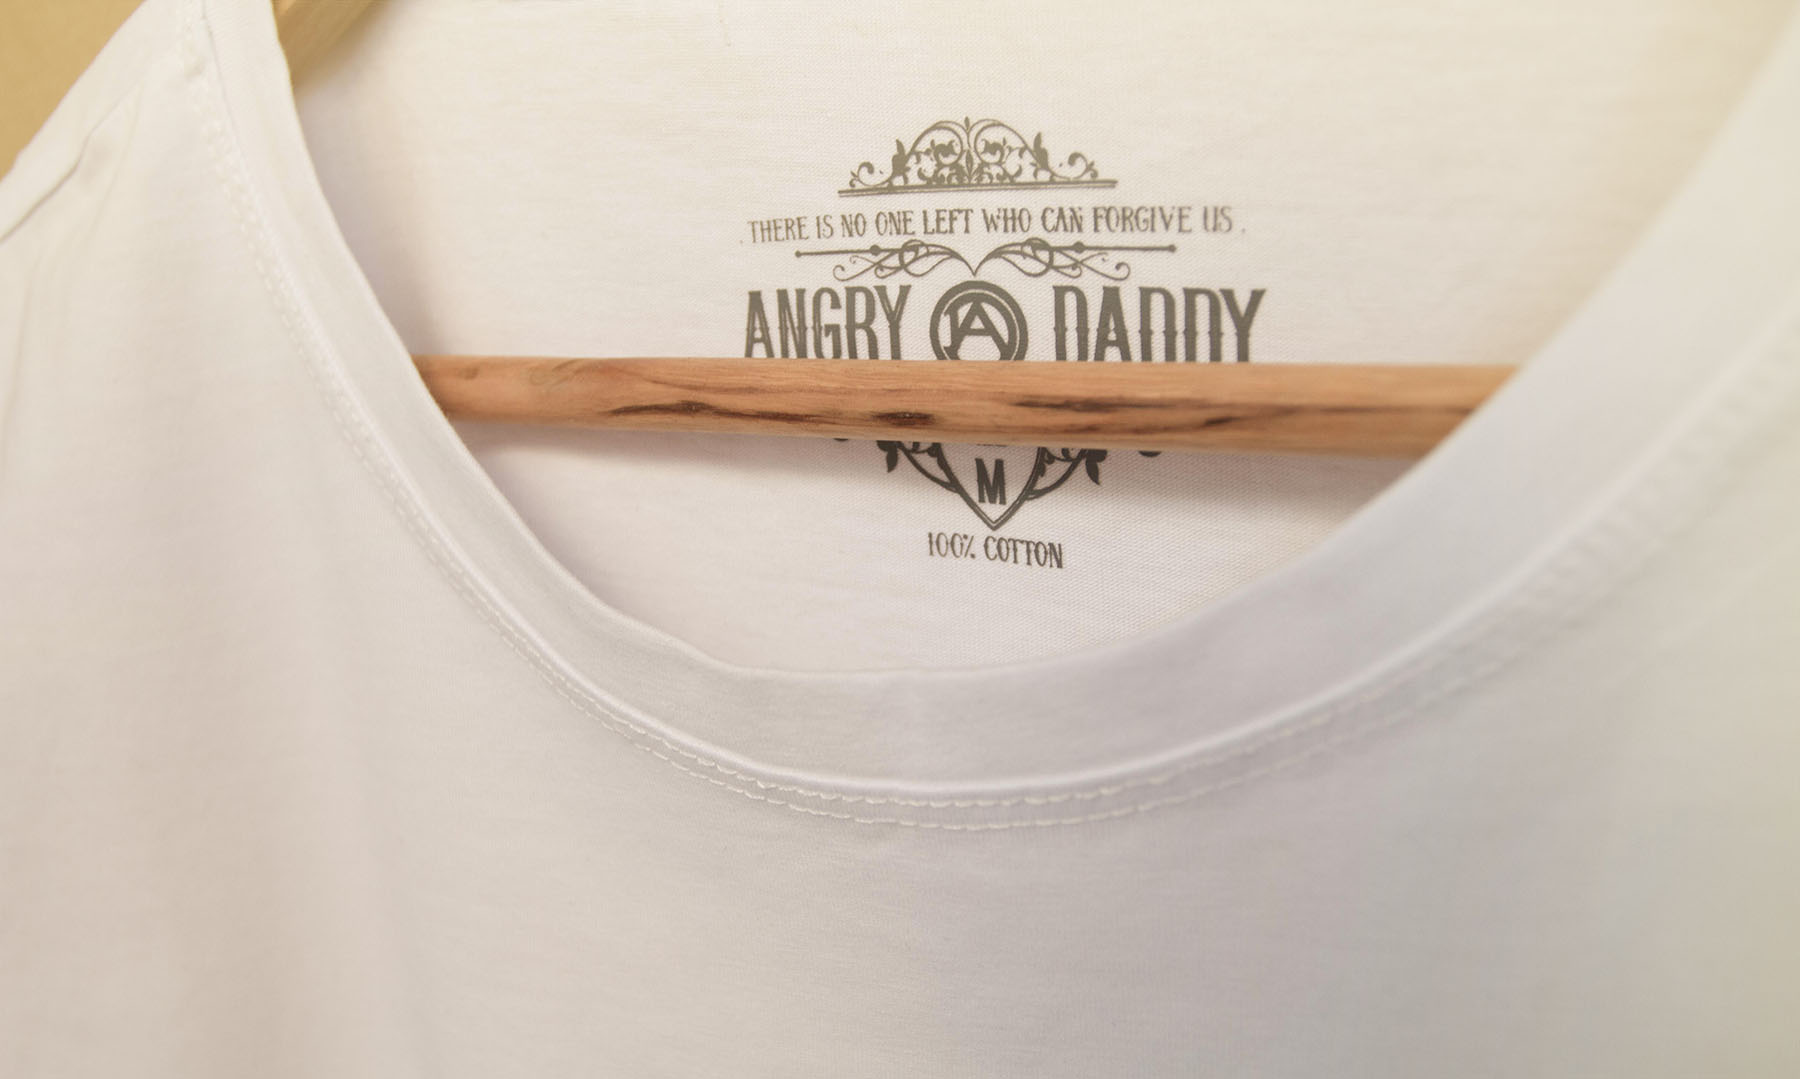 . THERE IS NO ONE LEFT WHO CAN FORGIVE US .
ANGRY A DADDY
M
100% COTTON